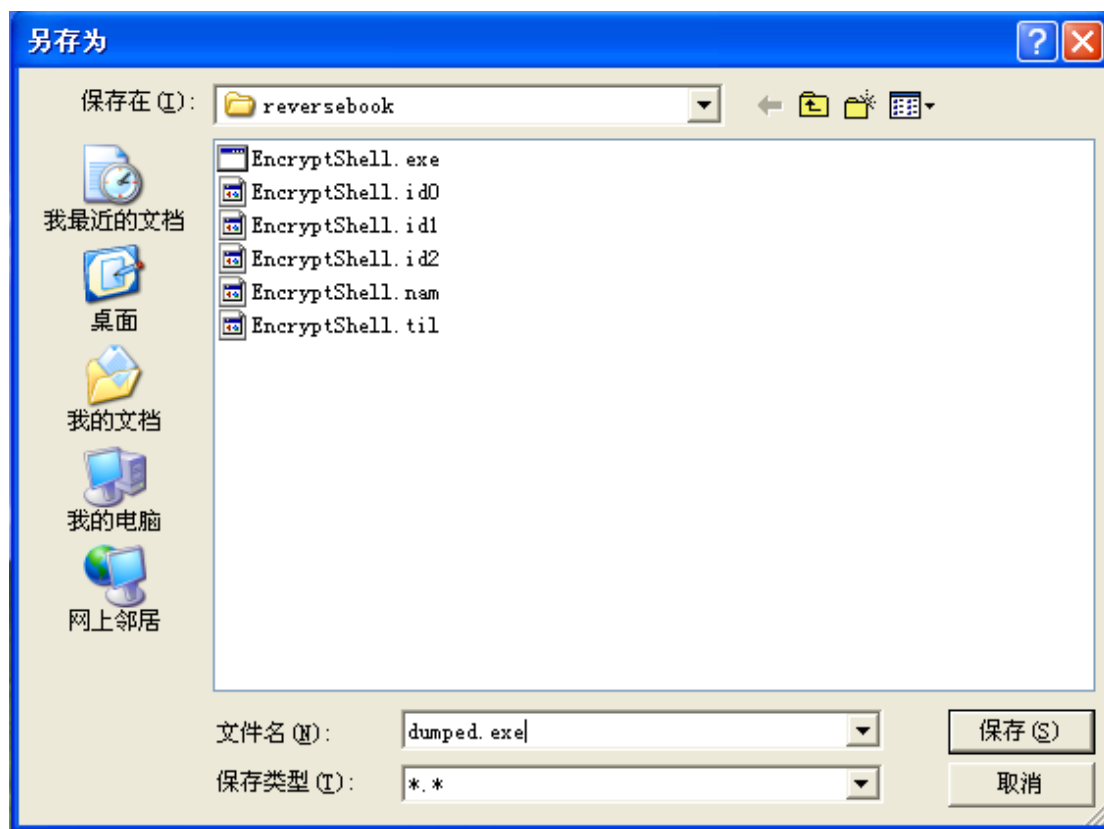 另存为
保存在(I):
reversebook
我最近的文档
桌面
我的文档
我的电脑
网上邻居
EncryptShell.exe
EncryptShell.id0
EncryptShell.id1
EncryptShell.id2
EncryptShell.nam
EncryptShell.til
文件名(N):
dumped.exe
保存(S)
保存类型(T):
*.*
取消